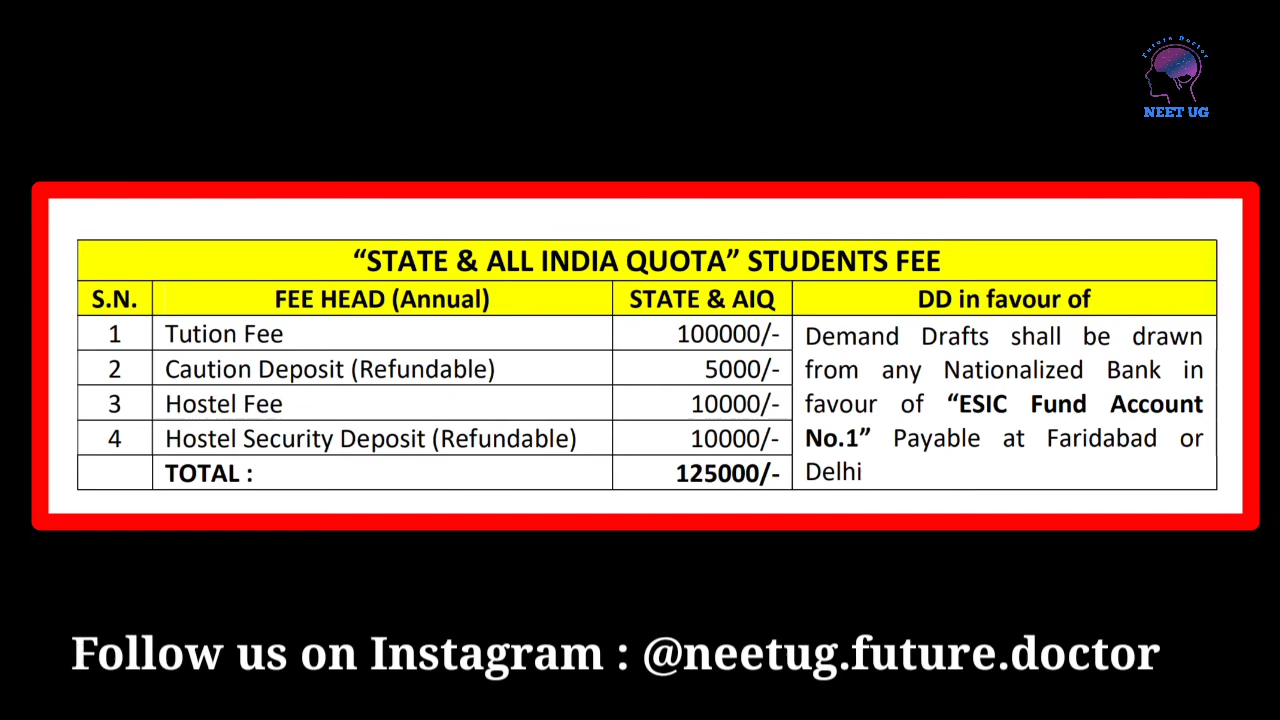 Future Doctor
NEET UG
“STATE & ALL INDIA QUOTA” STUDENTS FEE
S.N. FEE HEAD (Annual) STATE & AIQ DD in favour of
1 Tution Fee 100000/-
2 Caution Deposit (Refundable) 5000/-
3 Hostel Fee 10000/-
4 Hostel Security Deposit (Refundable) 10000/-
TOTAL : 125000/-
Demand Drafts shall be drawn
from any Nationalized Bank in
favour of “ESIC Fund Account
No.1” Payable at Faridabad or
Delhi
Follow us on Instagram : @neetug.future.doctor